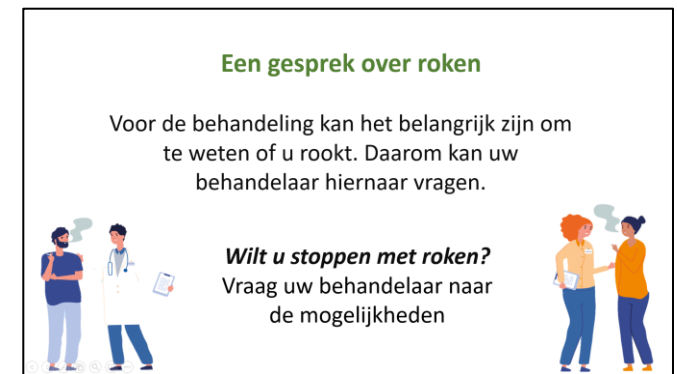 Een gesprek over roken
Voor de behandeling kan het belangrijk zijn om
te weten of u rookt. Daarom kan uw
behandelaar hiernaar vragen.
Wilt u stoppen met roken?
Vraag uw behandelaar naar
de mogelijkheden